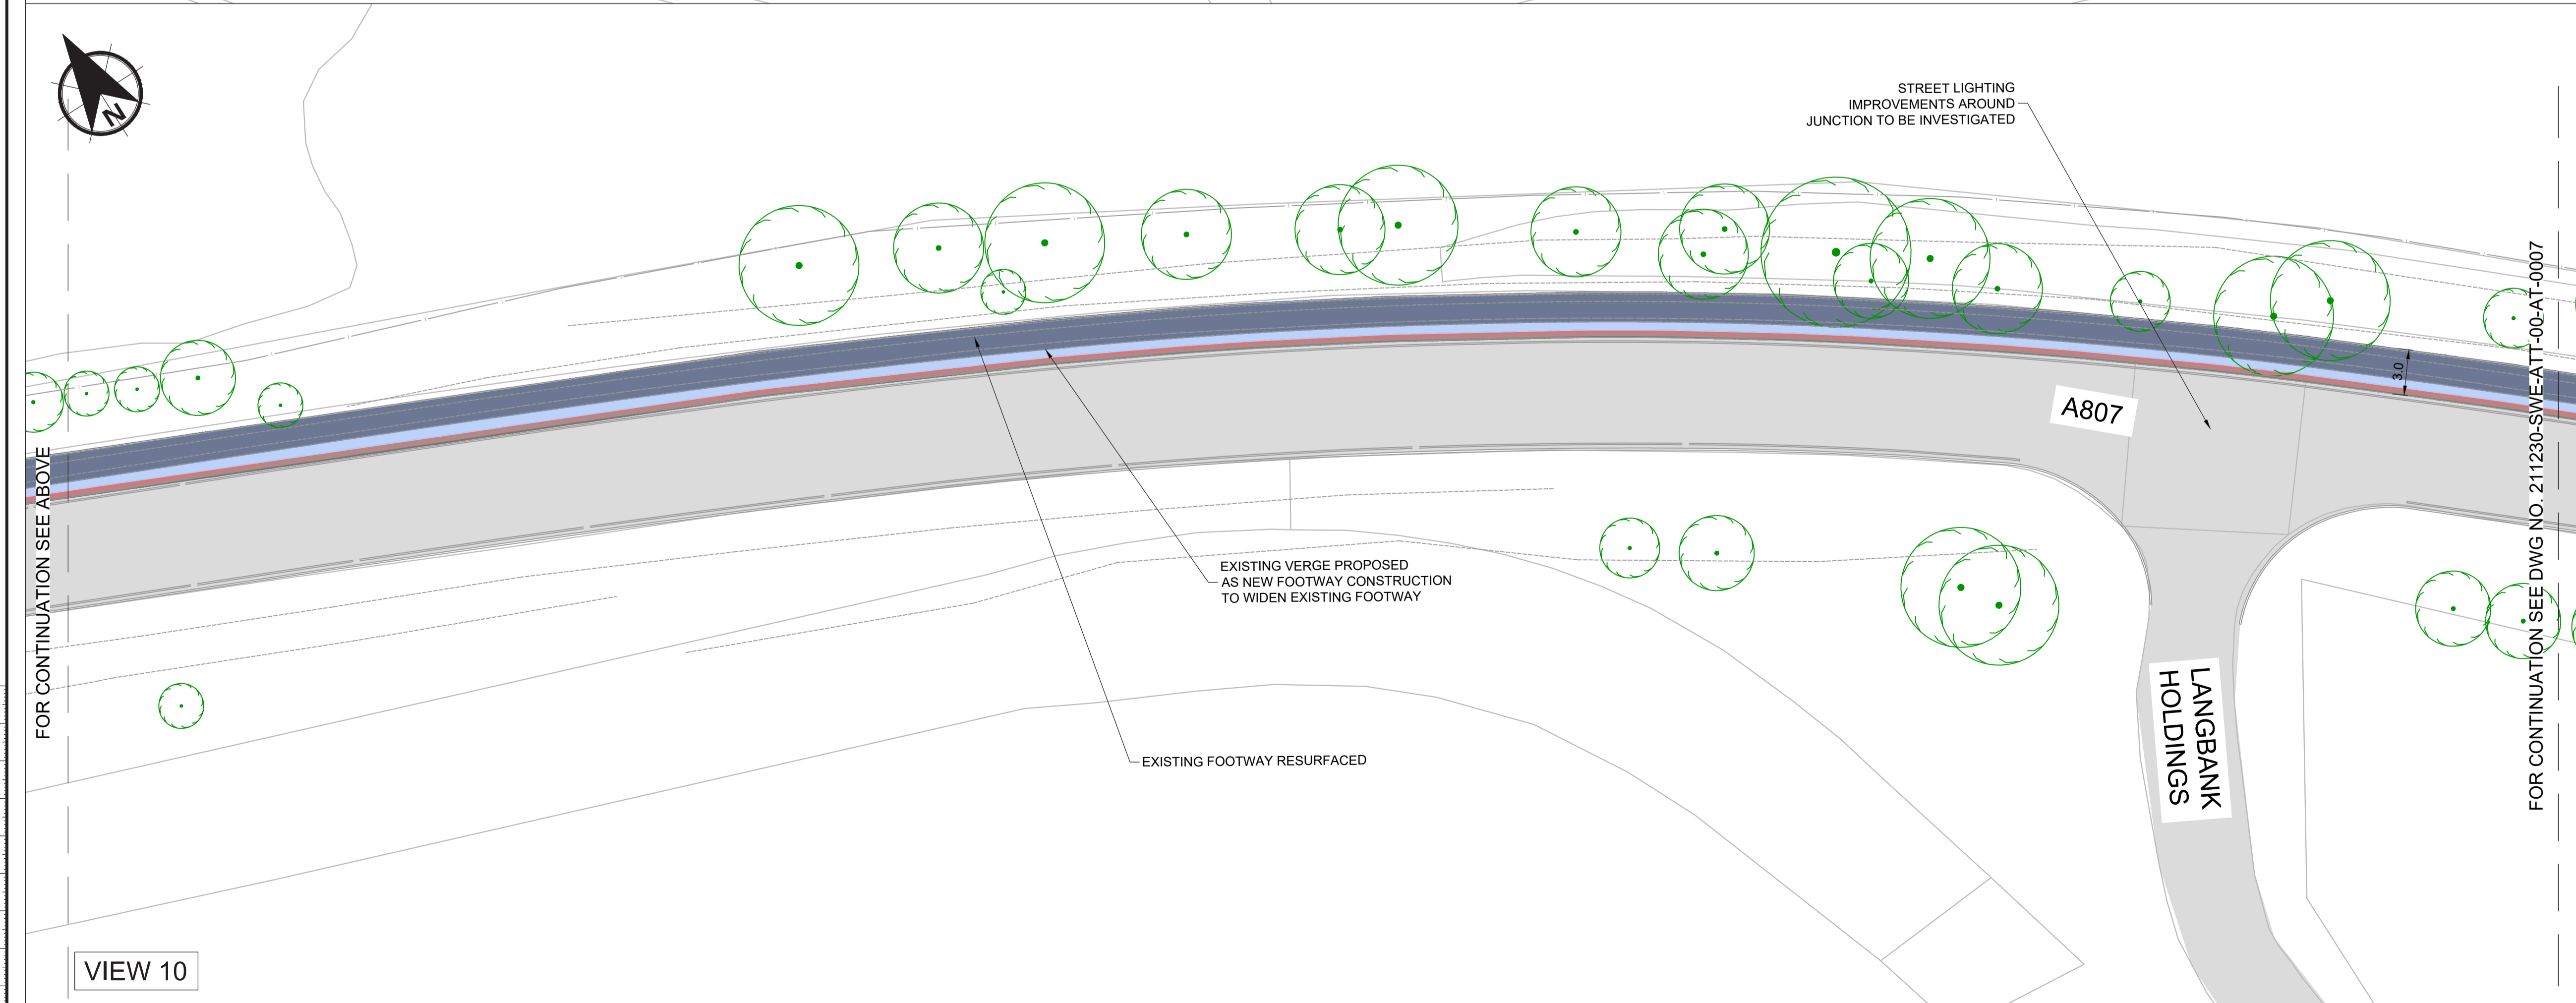 N
STREET LIGHTING
IMPROVEMENTS AROUND
JUNCTION TO BE INVESTIGATED
3.0
A807
EXISTING VERGE PROPOSED
AS NEW FOOTWAY CONSTRUCTION
TO WIDEN EXISTING FOOTWAY
EXISTING FOOTWAY RESURFACED
LANGBANK
HOLDINGS
FOR CONTINUATION SEE ABOVE
FOR CONTINUATION SEE DWG NO. 211230-SWE-ATT-00-AT-0007
VIEW 10